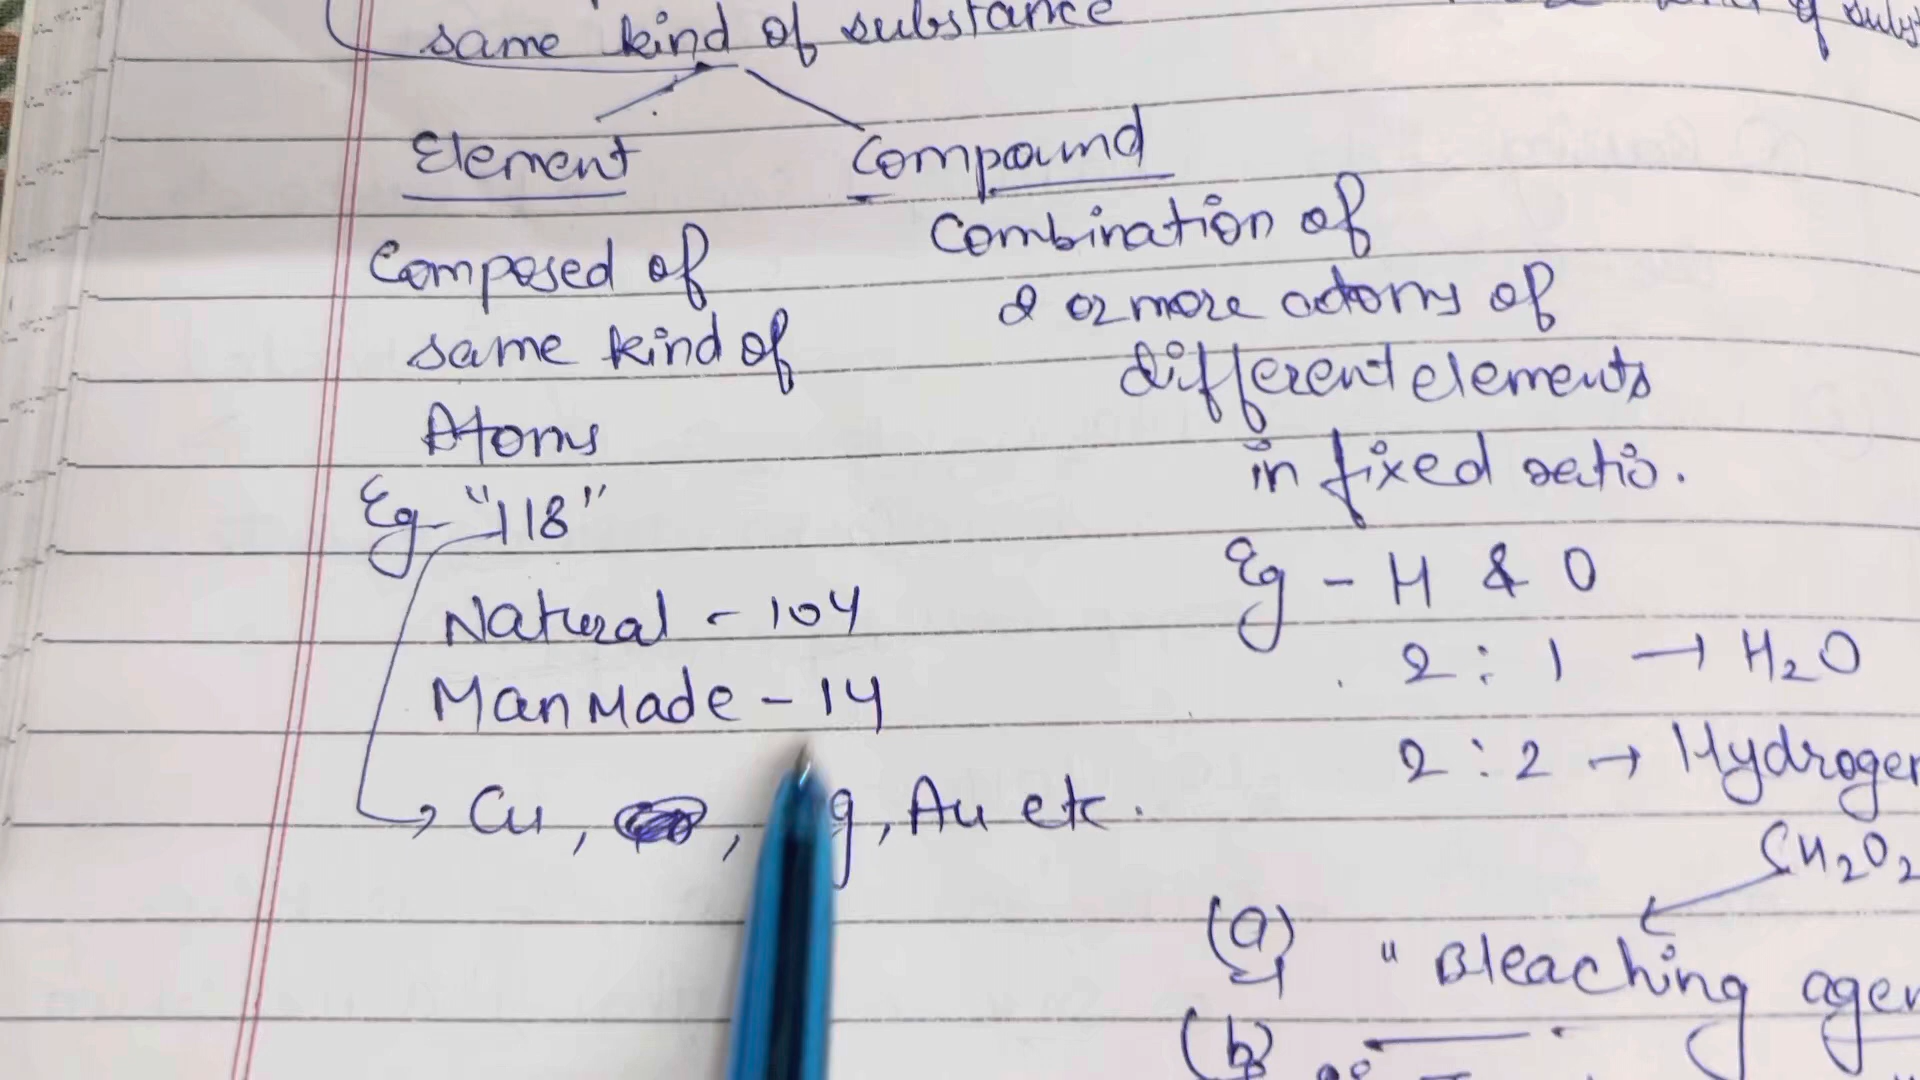 same kind of substance
Element
Composed of
same kind of
Atoms
Eg "118"
Natural - 104
Man Made - 14
Cu, , g, Au etc.
Compound
Combination of
2 or more atoms of
different elements
in fixed ratio.
Eg - H & O
2 : 1 → H₂O
2 : 2 → Hydrogen
(H₂O₂
(a) "Bleaching agen
(b)